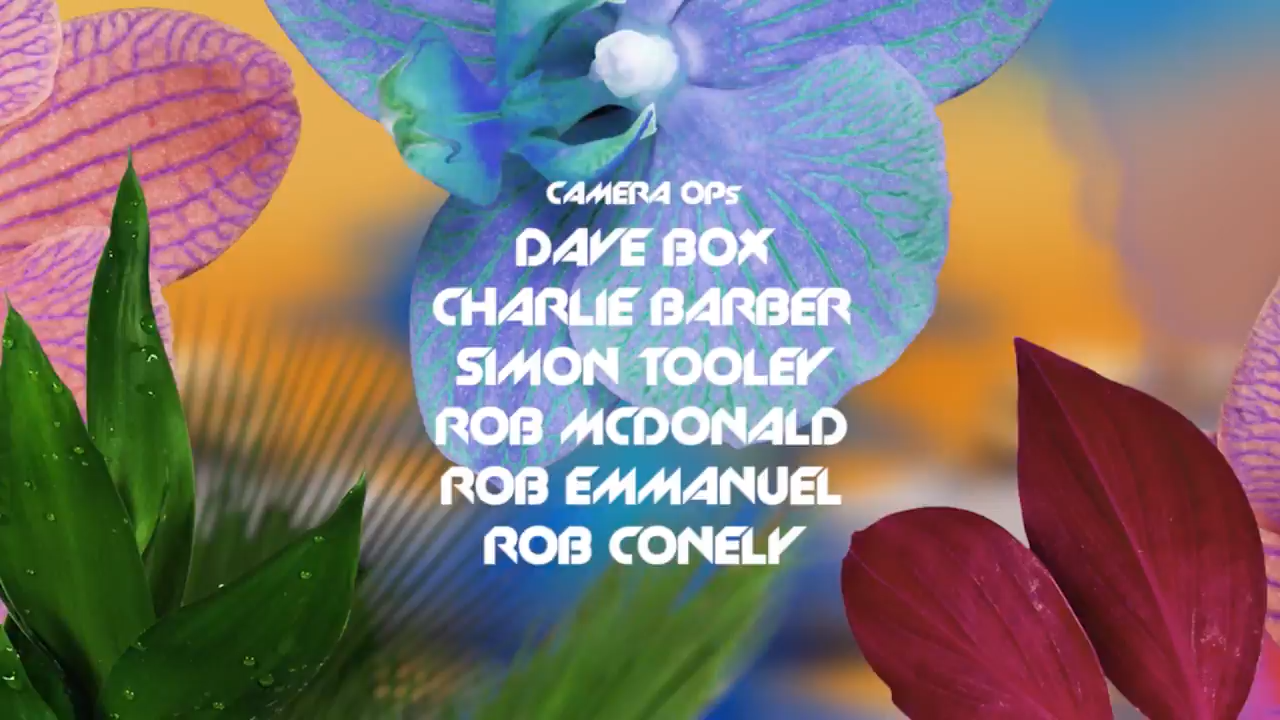 CAMERA OPs
DAVE BOX
CHARLIE BARBER
SIMON TOOLEY
ROB MCDONALD
ROB EMMANUEL
ROB CONELY